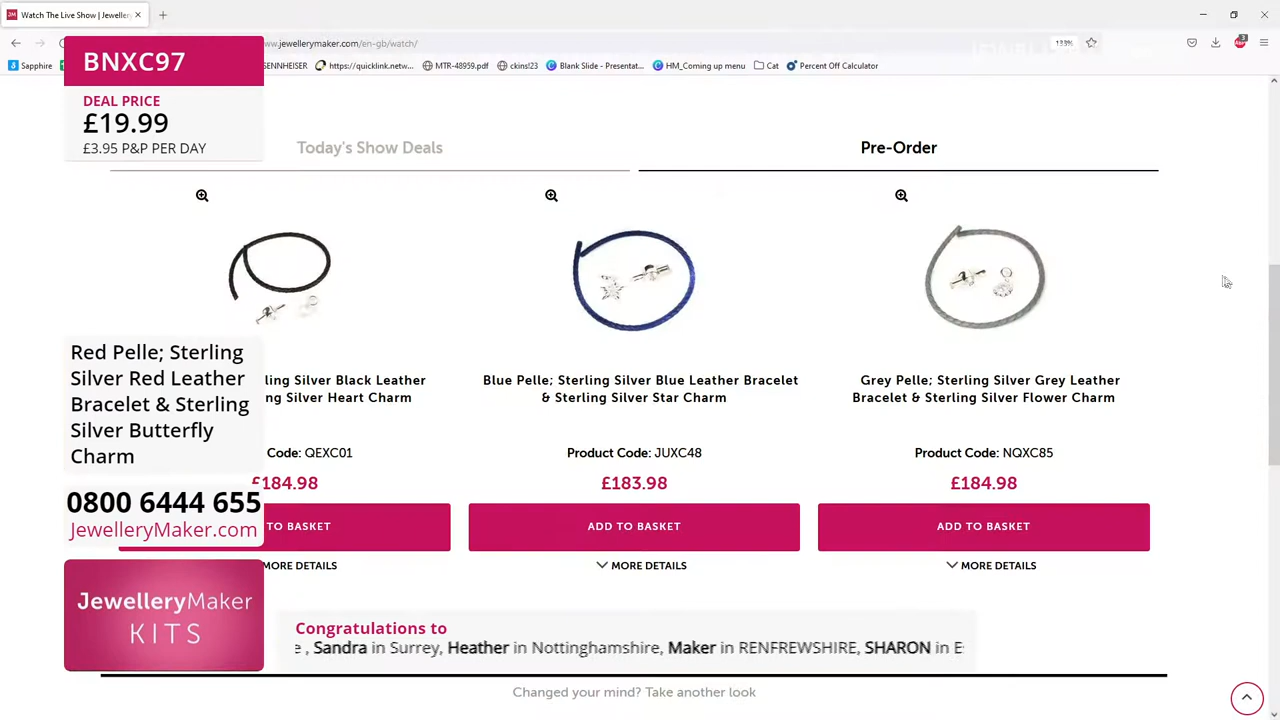 Watch The Live Show | Jewellery
ww.jewellerymaker.com/en-gb/watch/
133%
Sapphire
SENNHEISER
https://quicklink.netw...
MTR-48959.pdf
ckins!23
Blank Slide - Presentat...
HM_Coming up menu
Cat
Percent Off Calculator
BNXC97
DEAL PRICE
£19.99
£3.95 P&P PER DAY
Today's Show Deals
Pre-Order
Red Pelle; Sterling
Silver Red Leather
Bracelet & Sterling
Silver Butterfly
Charm
0800 6444 655
JewelleryMaker.com
JewelleryMaker
KITS
ling Silver Black Leather
ng Silver Heart Charm
Code: QEXC01
£184.98
TO BASKET
MORE DETAILS
Blue Pelle; Sterling Silver Blue Leather Bracelet
& Sterling Silver Star Charm
Product Code: JUXC48
£183.98
ADD TO BASKET
MORE DETAILS
Grey Pelle; Sterling Silver Grey Leather
Bracelet & Sterling Silver Flower Charm
Product Code: NQXC85
£184.98
ADD TO BASKET
MORE DETAILS
Congratulations to
e , Sandra in Surrey, Heather in Nottinghamshire, Maker in RENFREWSHIRE, SHARON in E
Changed your mind? Take another look